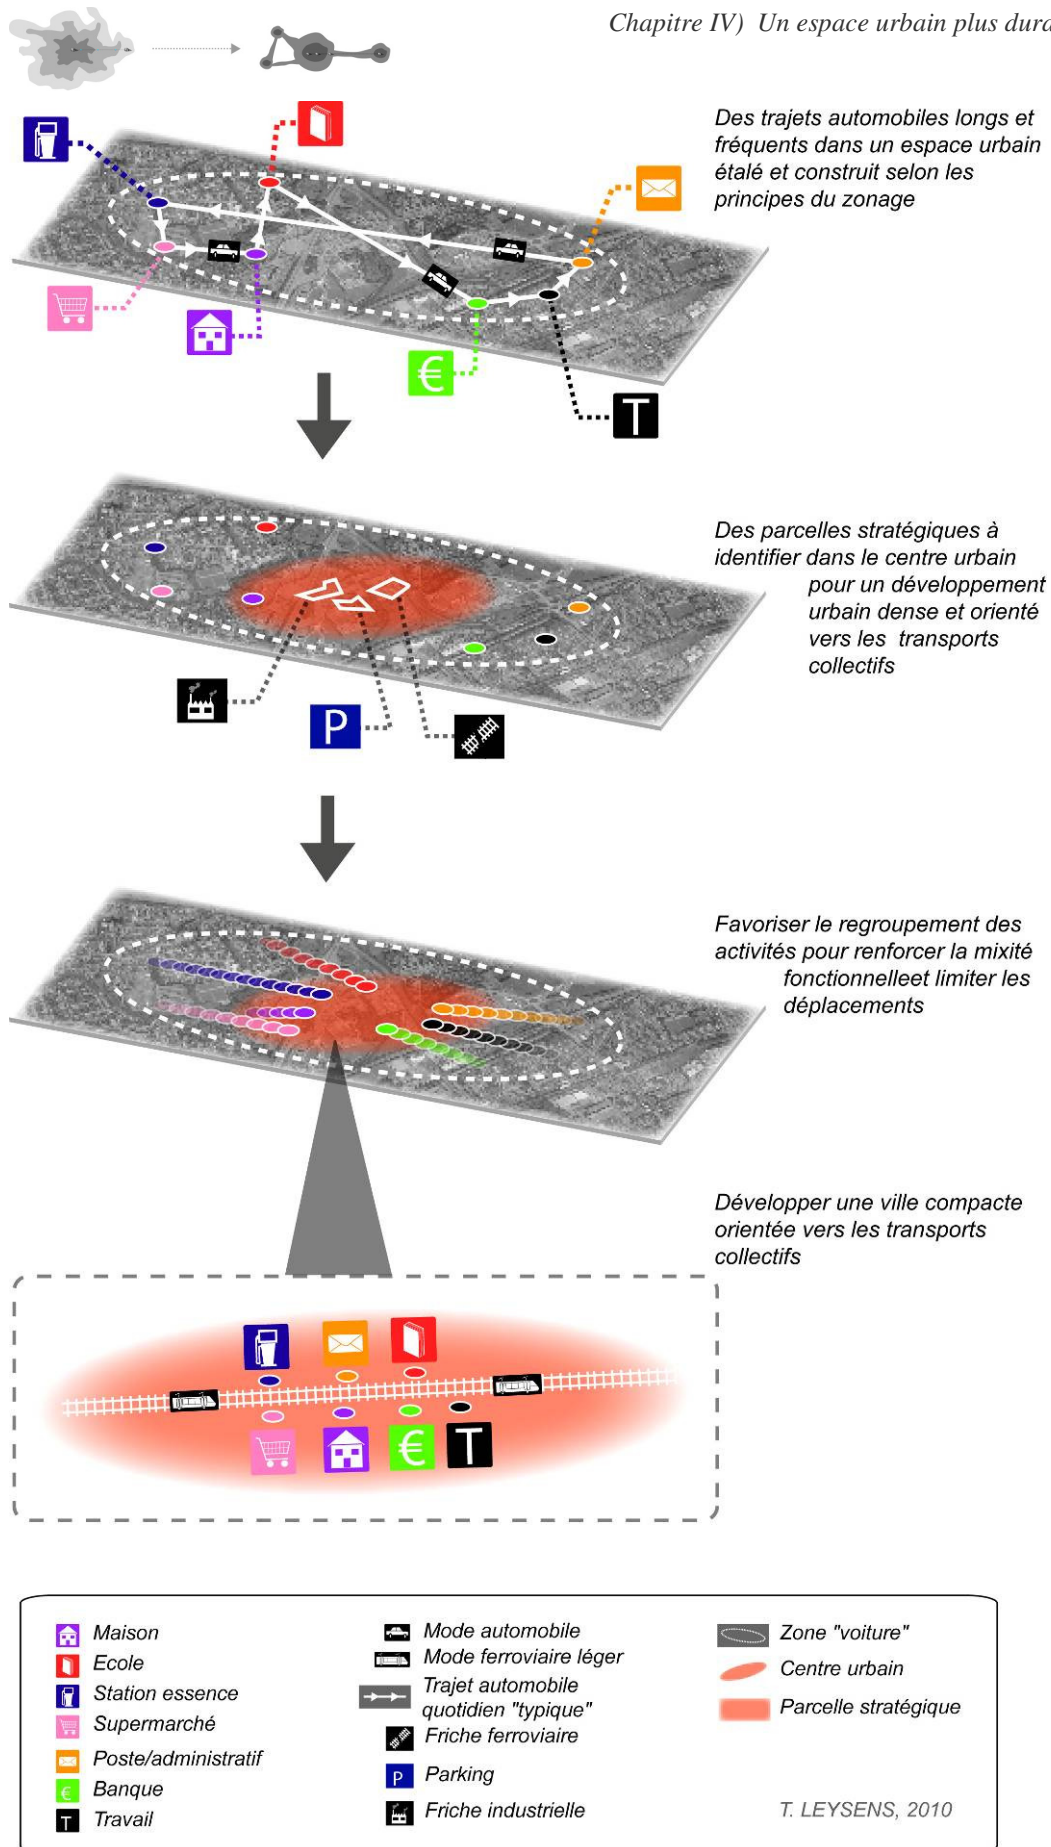 Chapitre IV) Un espace urbain plus dura
Des trajets automobiles longs et
fréquents dans un espace urbain
étalé et construit selon les
principes du zonage
€
T
Des parcelles stratégiques à
identifier dans le centre urbain
pour un développement
urbain dense et orienté
vers les transports
collectifs
P
Favoriser le regroupement des
activités pour renforcer la mixité
fonctionnelleet limiter les
déplacements
Développer une ville compacte
orientée vers les transports
collectifs
€ T
Maison
Ecole
Station essence
Supermarché
Poste/administratif
€ Banque
T Travail
Mode automobile
Mode ferroviaire léger
Trajet automobile
quotidien "typique"
Friche ferroviaire
P Parking
Friche industrielle
Zone "voiture"
Centre urbain
Parcelle stratégique
T. LEYSENS, 2010